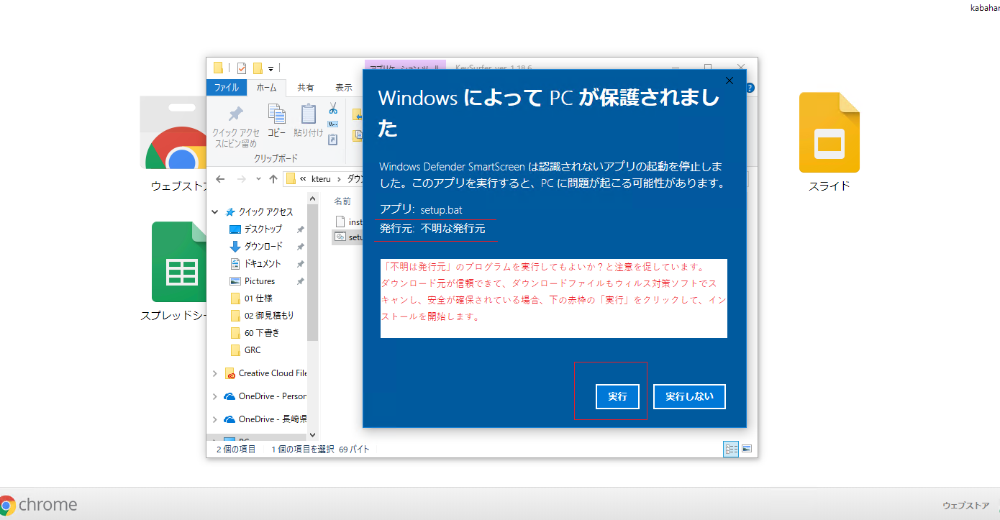 kabahar
アプリケーション ツール
KeySurfer ver. 1.18.6
ファイル
ホーム
共有
表示
クイック アクセ
スにピン留め
コピー
貼り付け
クリップボード
« kteru › ダウ
ウェブスト
スプレッドシー
スライド
名前
inst
setu
クイック アクセス
デスクトップ
ダウンロード
ドキュメント
Pictures
01 仕様
02 御見積もり
60 下書き
GRC
Creative Cloud File
OneDrive - Person
OneDrive - 長崎県
PC
2 個の項目
1 個の項目を選択 69 バイト
Windows によって PC が保護されまし
た
Windows Defender SmartScreen は認識されないアプリの起動を停止しま
した。このアプリを実行すると、PC に問題が起こる可能性があります。
アプリ: setup.bat
発行元: 不明な発行元
「不明は発行元」のプログラムを実行してもよいか？と注意を促しています。
ダウンロード元が信頼できて、ダウンロードファイルもウィルス対策ソフトでス
キャンし、安全が確保されている場合、下の赤枠の「実行」をクリックして、イン
ストールを開始します。
実行
実行しない
chrome
ウェブストア